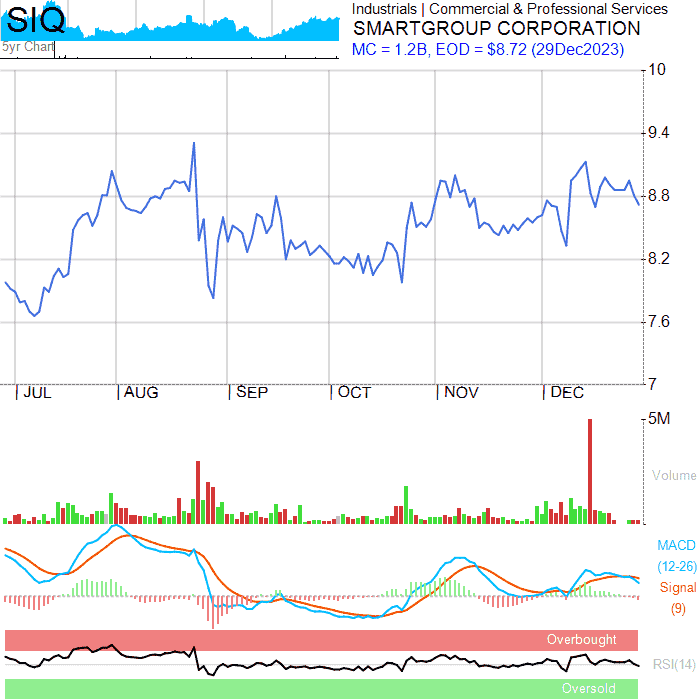 SIQ
5yr Chart
Industrials | Commercial & Professional Services
SMARTGROUP CORPORATION
MC = 1.2B, EOD = $8.72 (29Dec2023)
10
9.4
8.8
8.2
7.6
7
JUL AUG SEP OCT NOV DEC
5M
Volume
MACD
(12-26)
Signal
(9)
Overbought
RSI(14)
Oversold